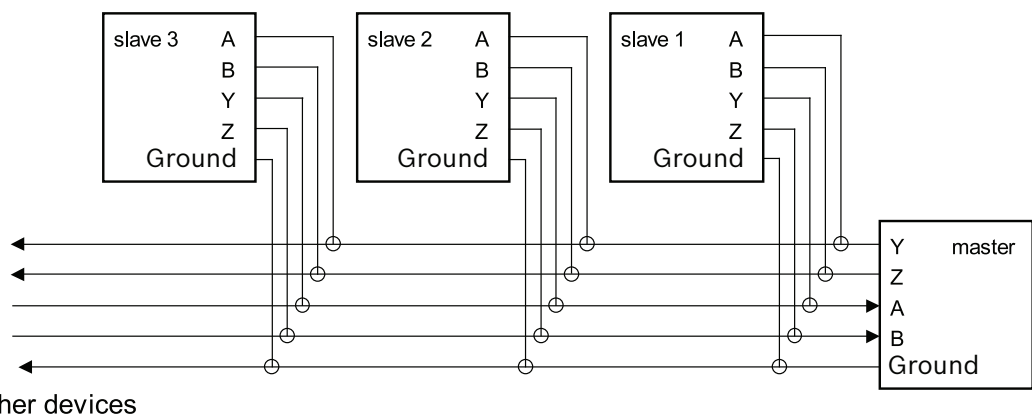 slave 3 A
B
Y
Z
Ground
slave 2 A
B
Y
Z
Ground
slave 1 A
B
Y
Z
Ground
Y master
Z
A
B
Ground
her devices